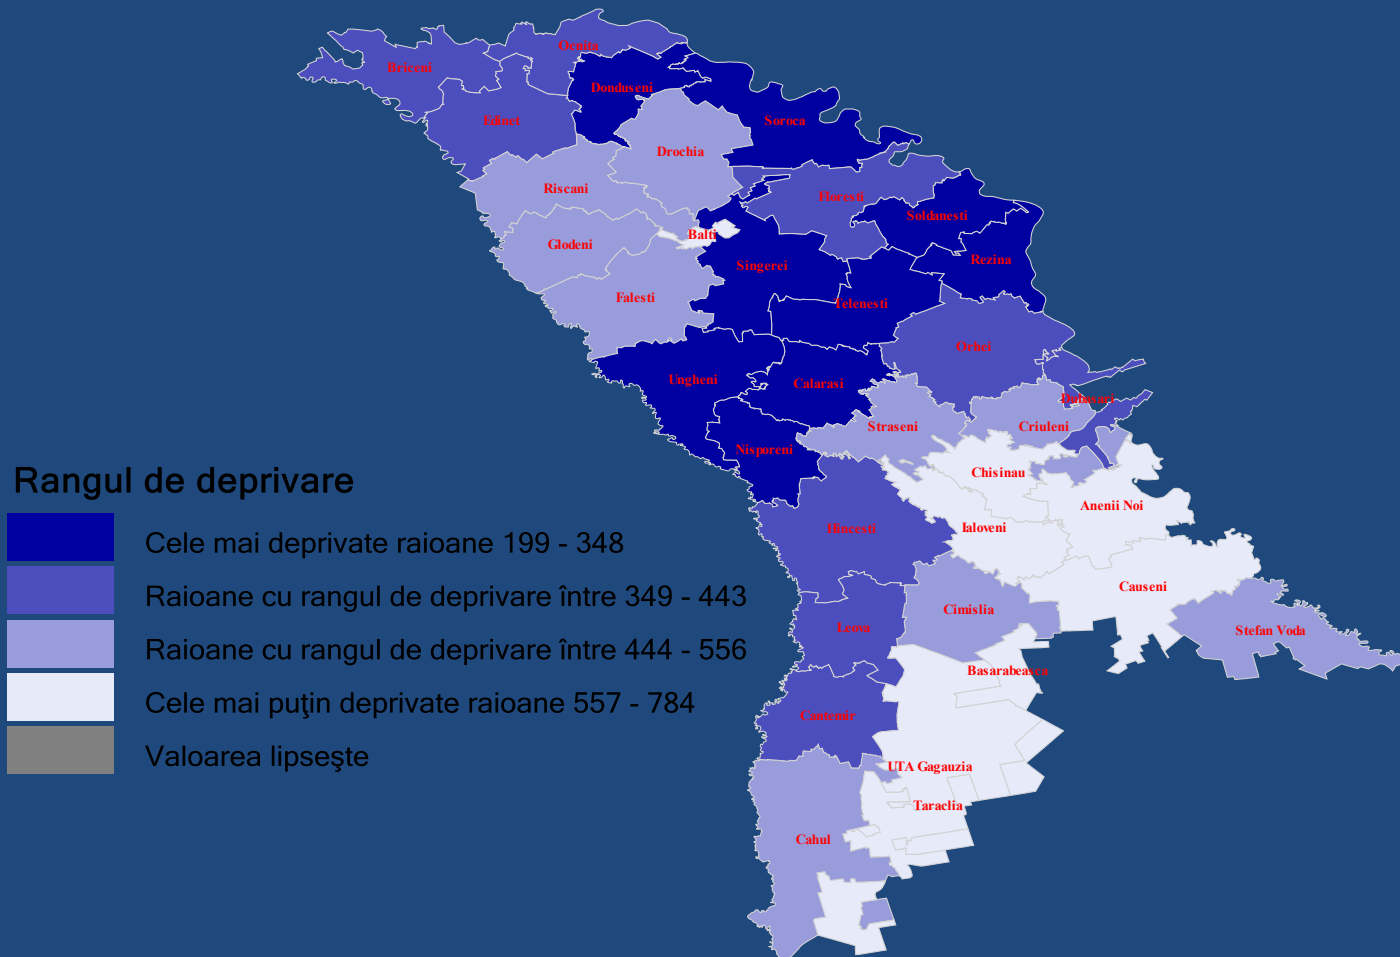 Ocnita
Briceni
Donduseni
Edinet
Soroca
Drochia
Riscani
Floresti
Soldanesti
Balti
Glodeni
Rezina
Singerei
Falesti
Telenesti
Orhei
Ungheni
Calarasi
Dubasari
Straseni
Criuleni
Nisporeni
Chisinau
Anenii Noi
Hincesti
Ialoveni
Causeni
Cimislia
Leova
Stefan Voda
Basarabeasca
Cantemir
UTA Gagauzia
Taraclia
Cahul
Rangul de deprivare
Cele mai deprivate raioane 199 - 348
Raioane cu rangul de deprivare între 349 - 443
Raioane cu rangul de deprivare între 444 - 556
Cele mai puţin deprivate raioane 557 - 784
Valoarea lipseşte